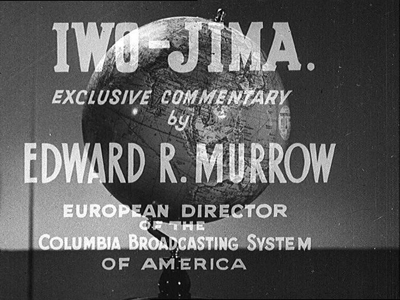 IWO-JIMA.
EXCLUSIVE COMMENTARY
by
EDWARD R. MURROW
EUROPEAN DIRECTOR
OF THE
COLUMBIA BROADCASTING SYSTEM
OF AMERICA